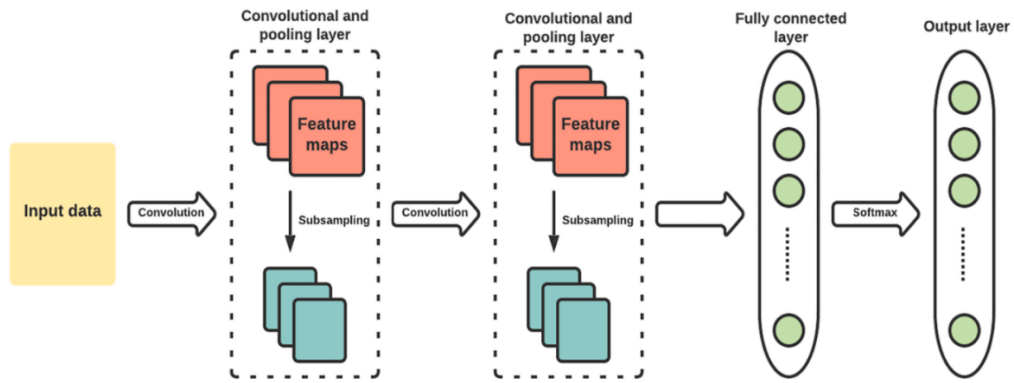 Convolutional and
pooling layer
Convolutional and
pooling layer
Fully connected
layer
Output layer
Feature
maps
Feature
maps
Input data
Convolution
Subsampling
Convolution
Subsampling
Softmax